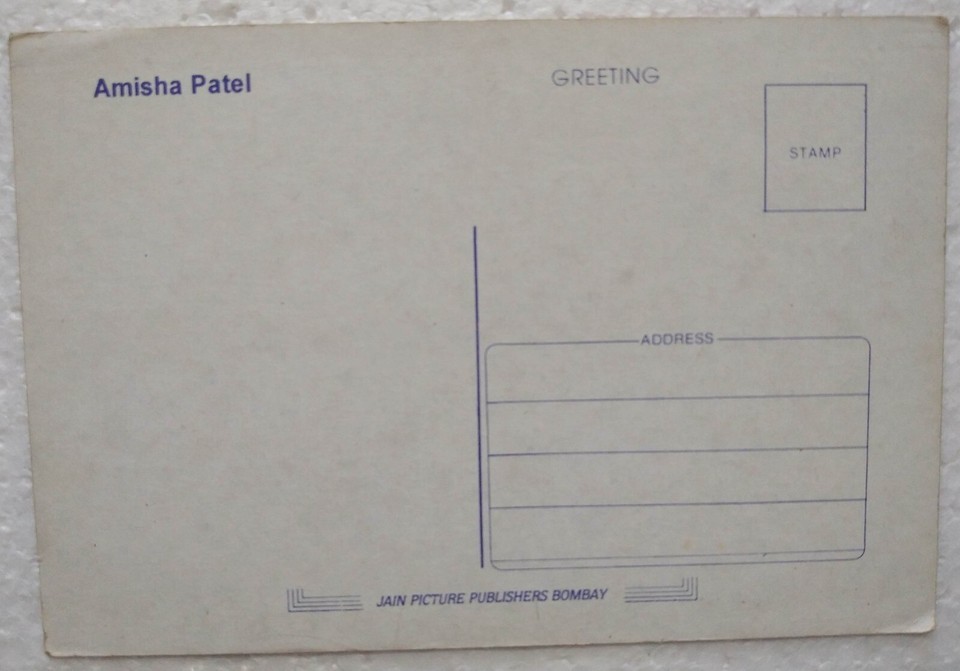 Amisha Patel
GREETING
STAMP
ADDRESS
JAIN PICTURE PUBLISHERS BOMBAY